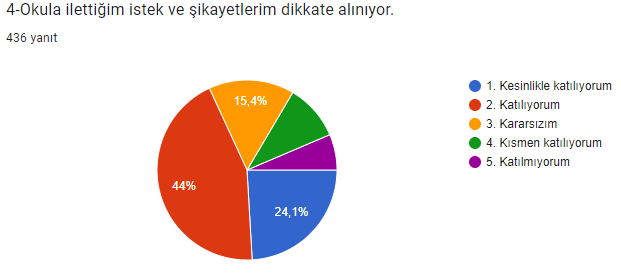 4-Okula ilettiğim istek ve şikayetlerim dikkate alınıyor.
436 yanıt
15,4%
44%
24,1%
1. Kesinlikle katılıyorum
2. Katılıyorum
3. Kararsızım
4. Kısmen katılıyorum
5. Katılmıyorum